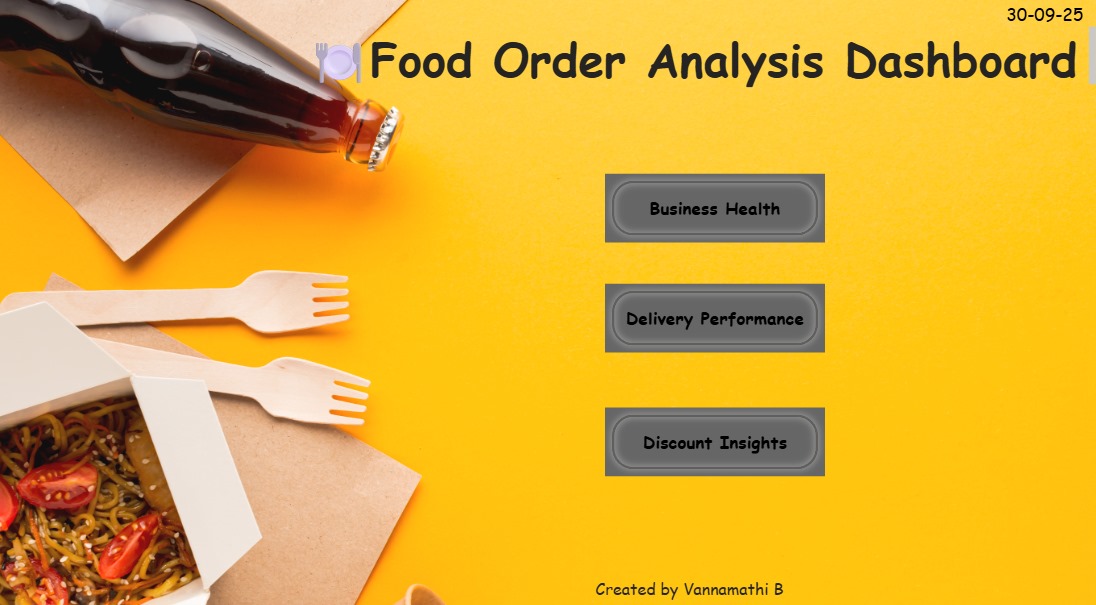 30-09-25
🍽️Food Order Analysis Dashboard
Business Health
Delivery Performance
Discount Insights
Created by Vannamathi B